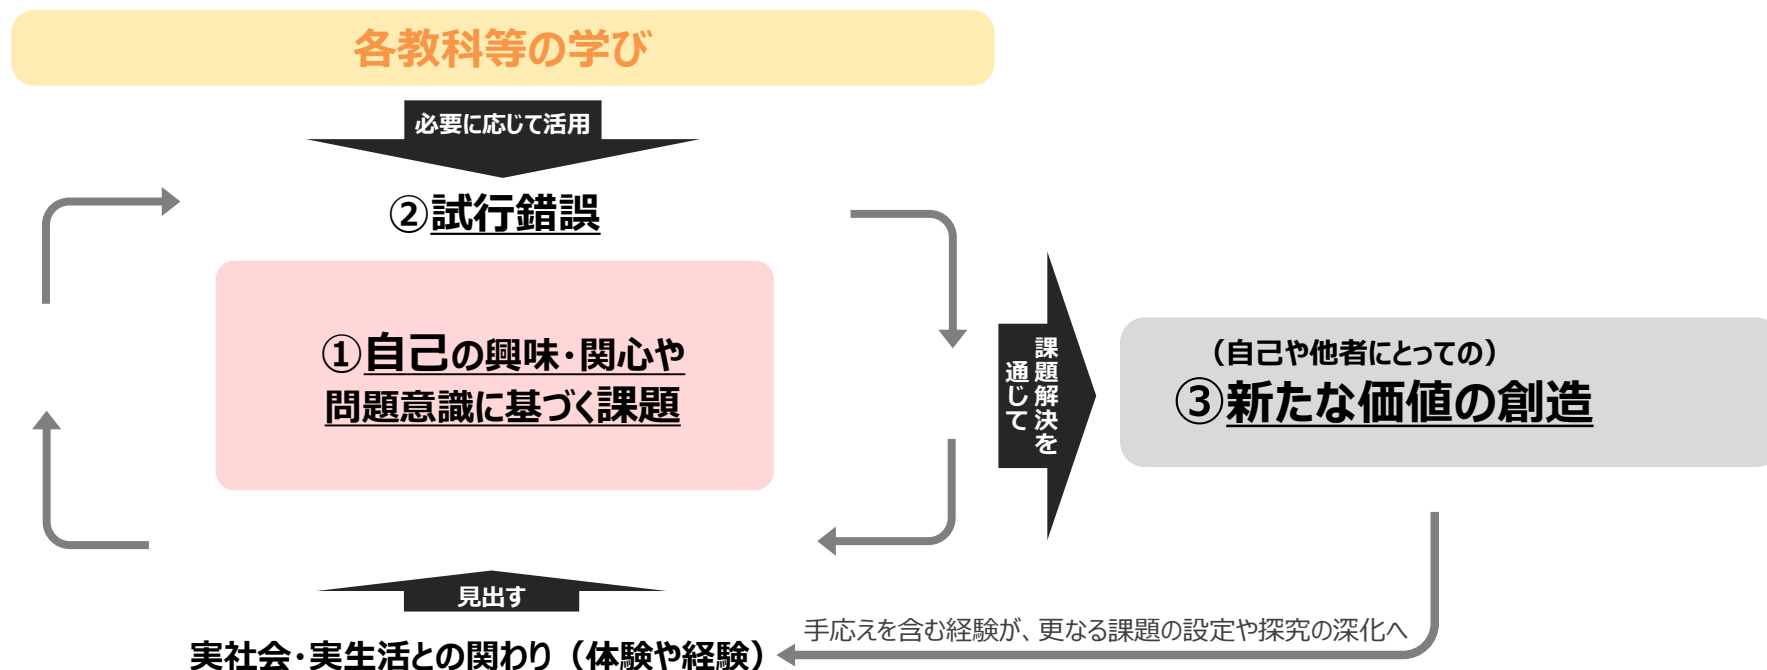 各教科等の学び
必要に応じて活用
②試行錯誤
①自己の興味・関心や
問題意識に基づく課題
課題解決を
通じて
（自己や他者にとっての）
③新たな価値の創造
見出す
手応えを含む経験が、更なる課題の設定や探究の深化へ
実社会・実生活との関わり（体験や経験）